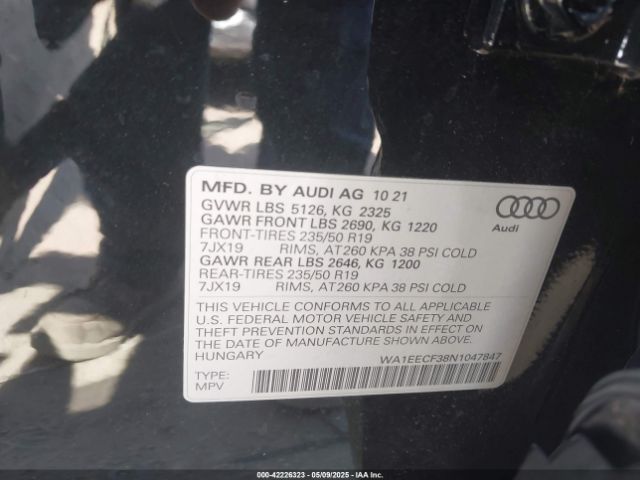 MFD. BY AUDI AG 10 21
GVWR LBS 5126, KG 2325
GAWR FRONT LBS 2690, KG 1220
FRONT-TIRES 235/50 R19
7JX19 RIMS, AT 260 KPA 38 PSI COLD
GAWR REAR LBS 2646, KG 1200
REAR-TIRES 235/50 R19
7JX19 RIMS, AT 260 KPA 38 PSI COLD
Audi
THIS VEHICLE CONFORMS TO ALL APPLICABLE
U.S. FEDERAL MOTOR VEHICLE SAFETY AND
THEFT PREVENTION STANDARDS IN EFFECT ON
THE DATE OF MANUFACTURE SHOWN ABOVE
HUNGARY WA1EECF38N1047847
TYPE:
MPV
000-42226323 - 05/09/2025 - IAA Inc.